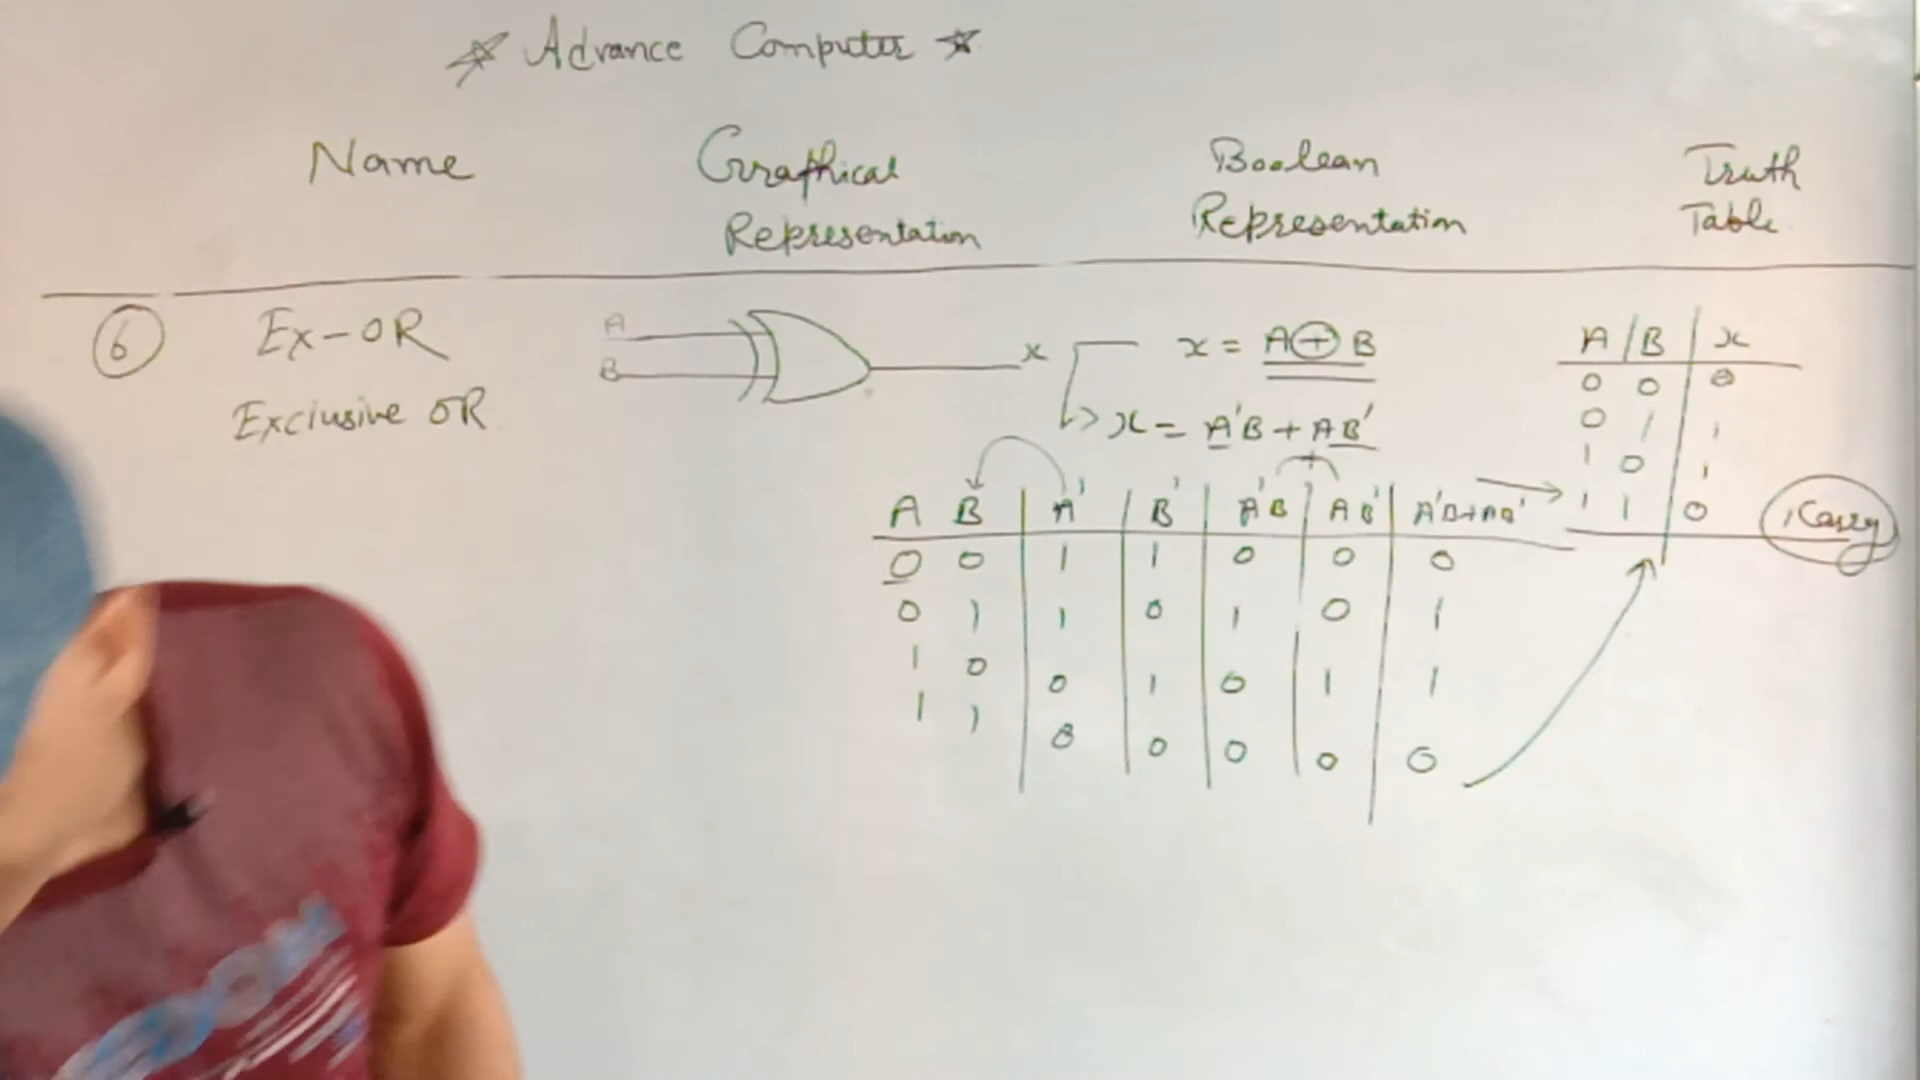 Advance Computer
Name Graphical Representation Boolean Representation Truth Table
6 Ex-OR A B x x = A ⊕ B
Exclusive OR x = A'B + AB'
A B x
0 0 0
0 1 1
1 0 1
1 1 0 1 Carry
A B A' B' A'B AB' A'B+AB'
0 0 1 1 0 0 0
0 1 1 0 1 0 1
1 0 0 1 0 1 1
1 1 0 0 0 0 0